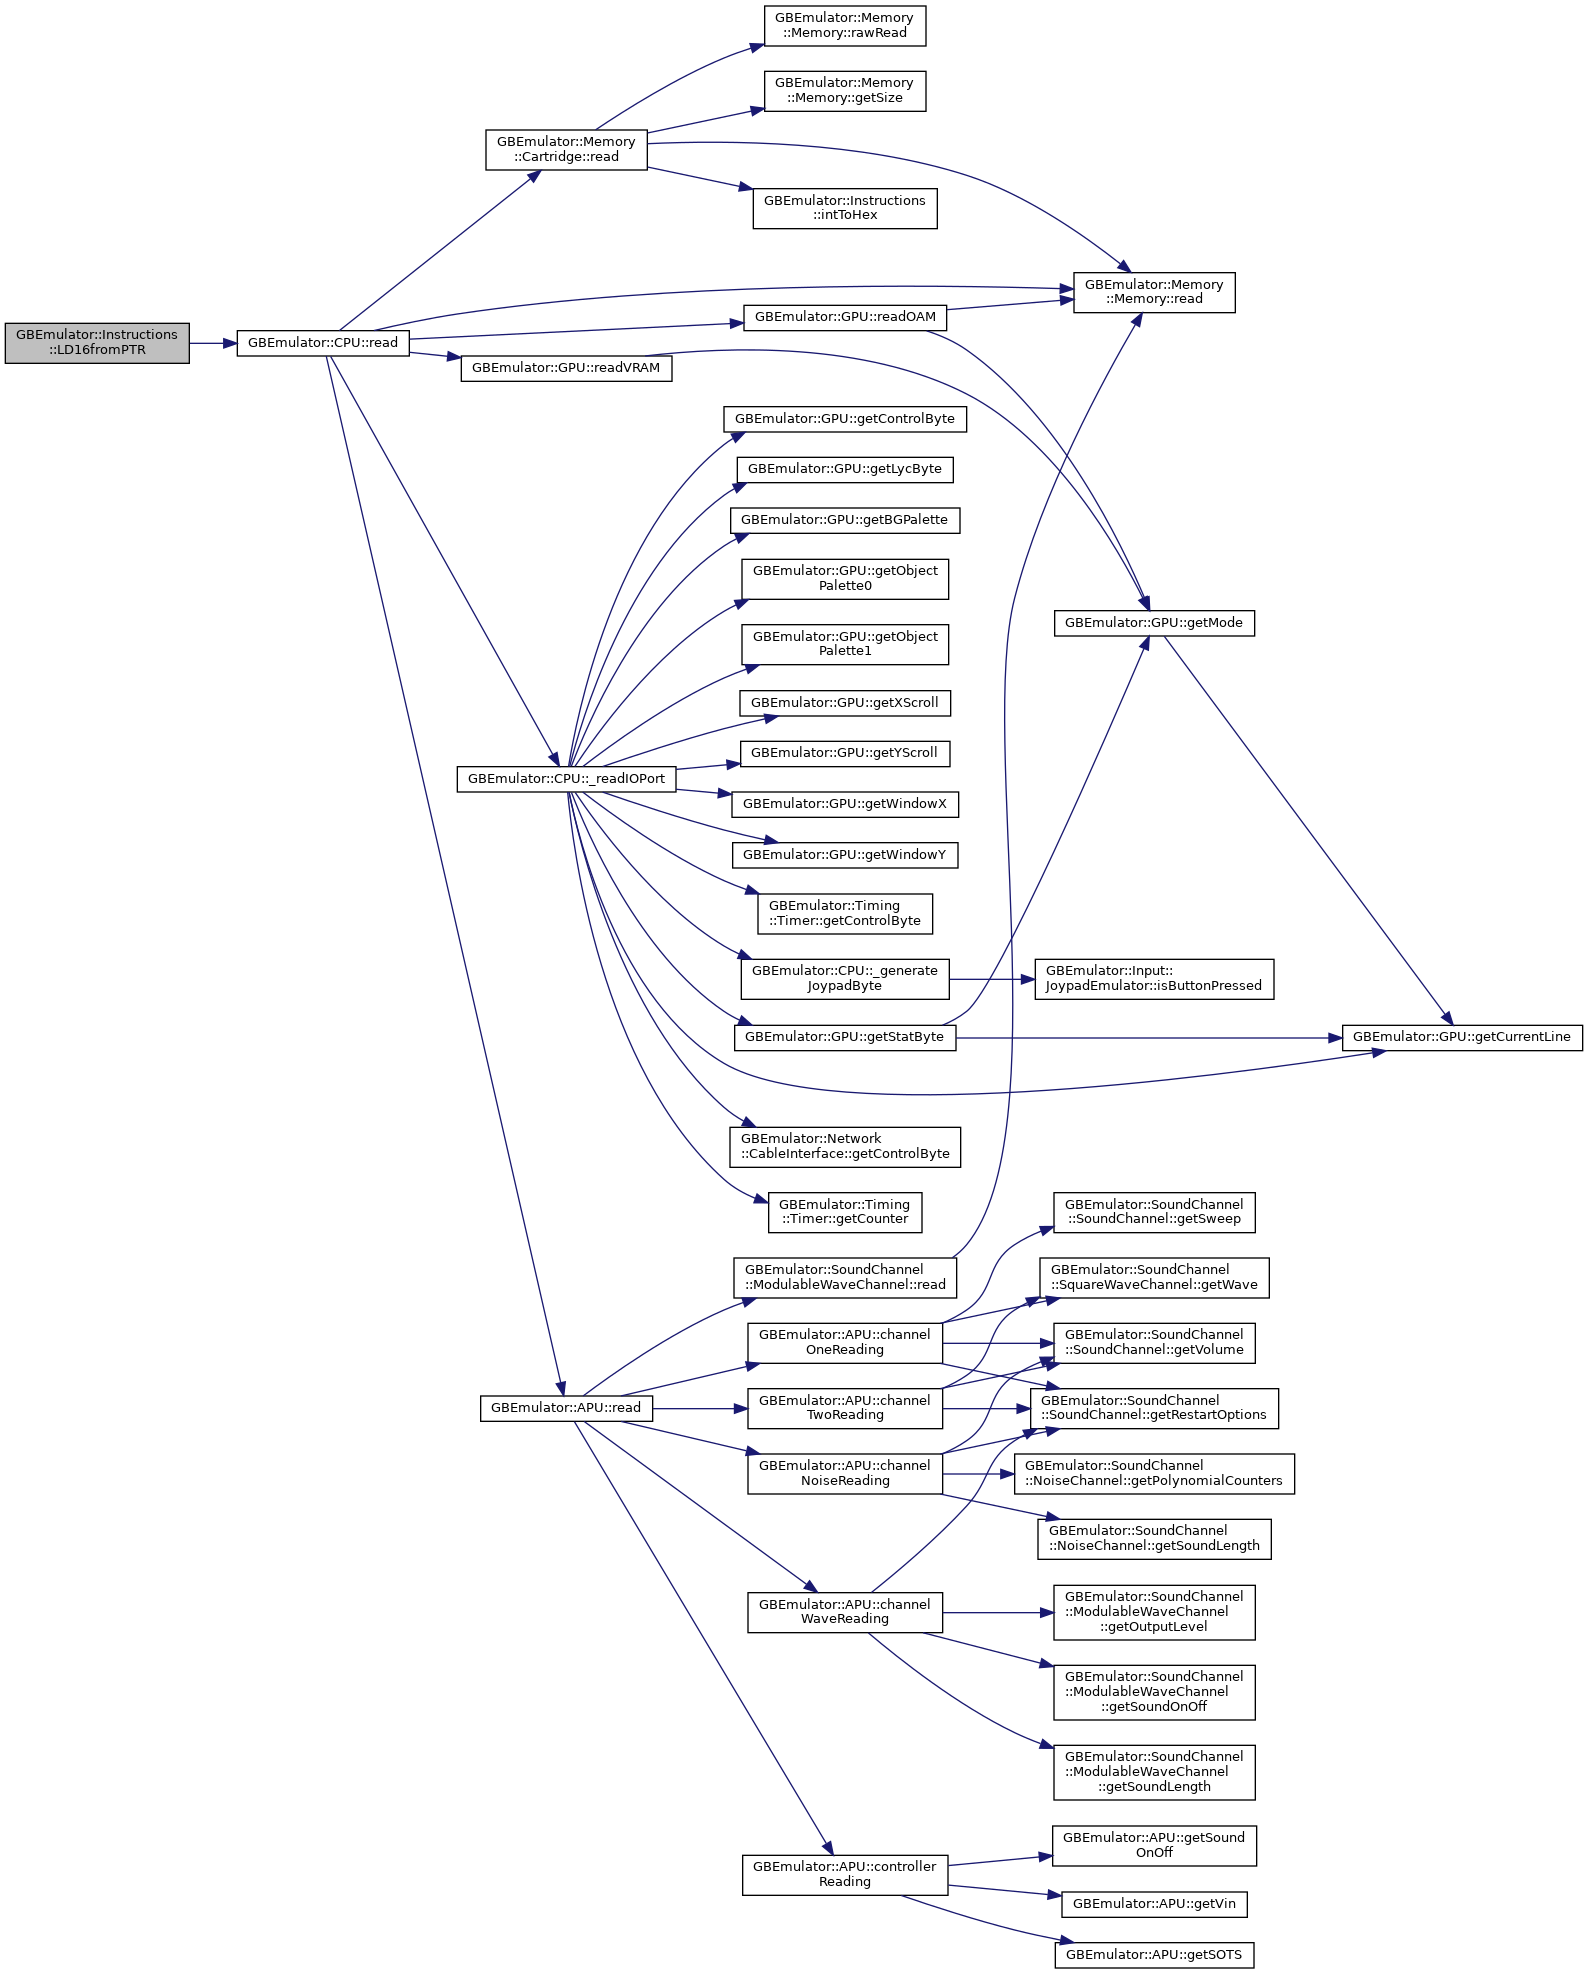 GBEmulator::Instructions
::LD16fromPTR
GBEmulator::CPU::read
GBEmulator::Memory
::Cartridge::read
GBEmulator::GPU::readVRAM
GBEmulator::CPU::_readIOPort
GBEmulator::APU::read
GBEmulator::Memory
::Memory::rawRead
GBEmulator::Memory
::Memory::getSize
GBEmulator::Instructions
::intToHex
GBEmulator::GPU::readOAM
GBEmulator::GPU::getControlByte
GBEmulator::GPU::getLycByte
GBEmulator::GPU::getBGPalette
GBEmulator::GPU::getObject
Palette0
GBEmulator::GPU::getObject
Palette1
GBEmulator::GPU::getXScroll
GBEmulator::GPU::getYScroll
GBEmulator::GPU::getWindowX
GBEmulator::GPU::getWindowY
GBEmulator::Timing
::Timer::getControlByte
GBEmulator::CPU::_generate
JoypadByte
GBEmulator::GPU::getStatByte
GBEmulator::Network
::CableInterface::getControlByte
GBEmulator::Timing
::Timer::getCounter
GBEmulator::SoundChannel
::ModulableWaveChannel::read
GBEmulator::APU::channel
OneReading
GBEmulator::APU::channel
TwoReading
GBEmulator::APU::channel
NoiseReading
GBEmulator::APU::channel
WaveReading
GBEmulator::APU::controller
Reading
GBEmulator::Memory
::Memory::read
GBEmulator::GPU::getMode
GBEmulator::Input::
JoypadEmulator::isButtonPressed
GBEmulator::GPU::getCurrentLine
GBEmulator::SoundChannel
::SoundChannel::getSweep
GBEmulator::SoundChannel
::SquareWaveChannel::getWave
GBEmulator::SoundChannel
::SoundChannel::getVolume
GBEmulator::SoundChannel
::SoundChannel::getRestartOptions
GBEmulator::SoundChannel
::NoiseChannel::getPolynomialCounters
GBEmulator::SoundChannel
::NoiseChannel::getSoundLength
GBEmulator::SoundChannel
::ModulableWaveChannel
::getOutputLevel
GBEmulator::SoundChannel
::ModulableWaveChannel
::getSoundOnOff
GBEmulator::SoundChannel
::ModulableWaveChannel
::getSoundLength
GBEmulator::APU::getSound
OnOff
GBEmulator::APU::getVin
GBEmulator::APU::getSOTS